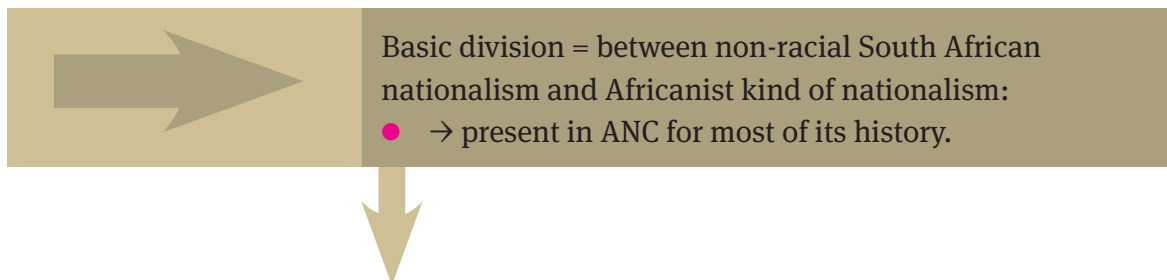 Basic division = between non-racial South African
nationalism and Africanist kind of nationalism:
● → present in ANC for most of its history.